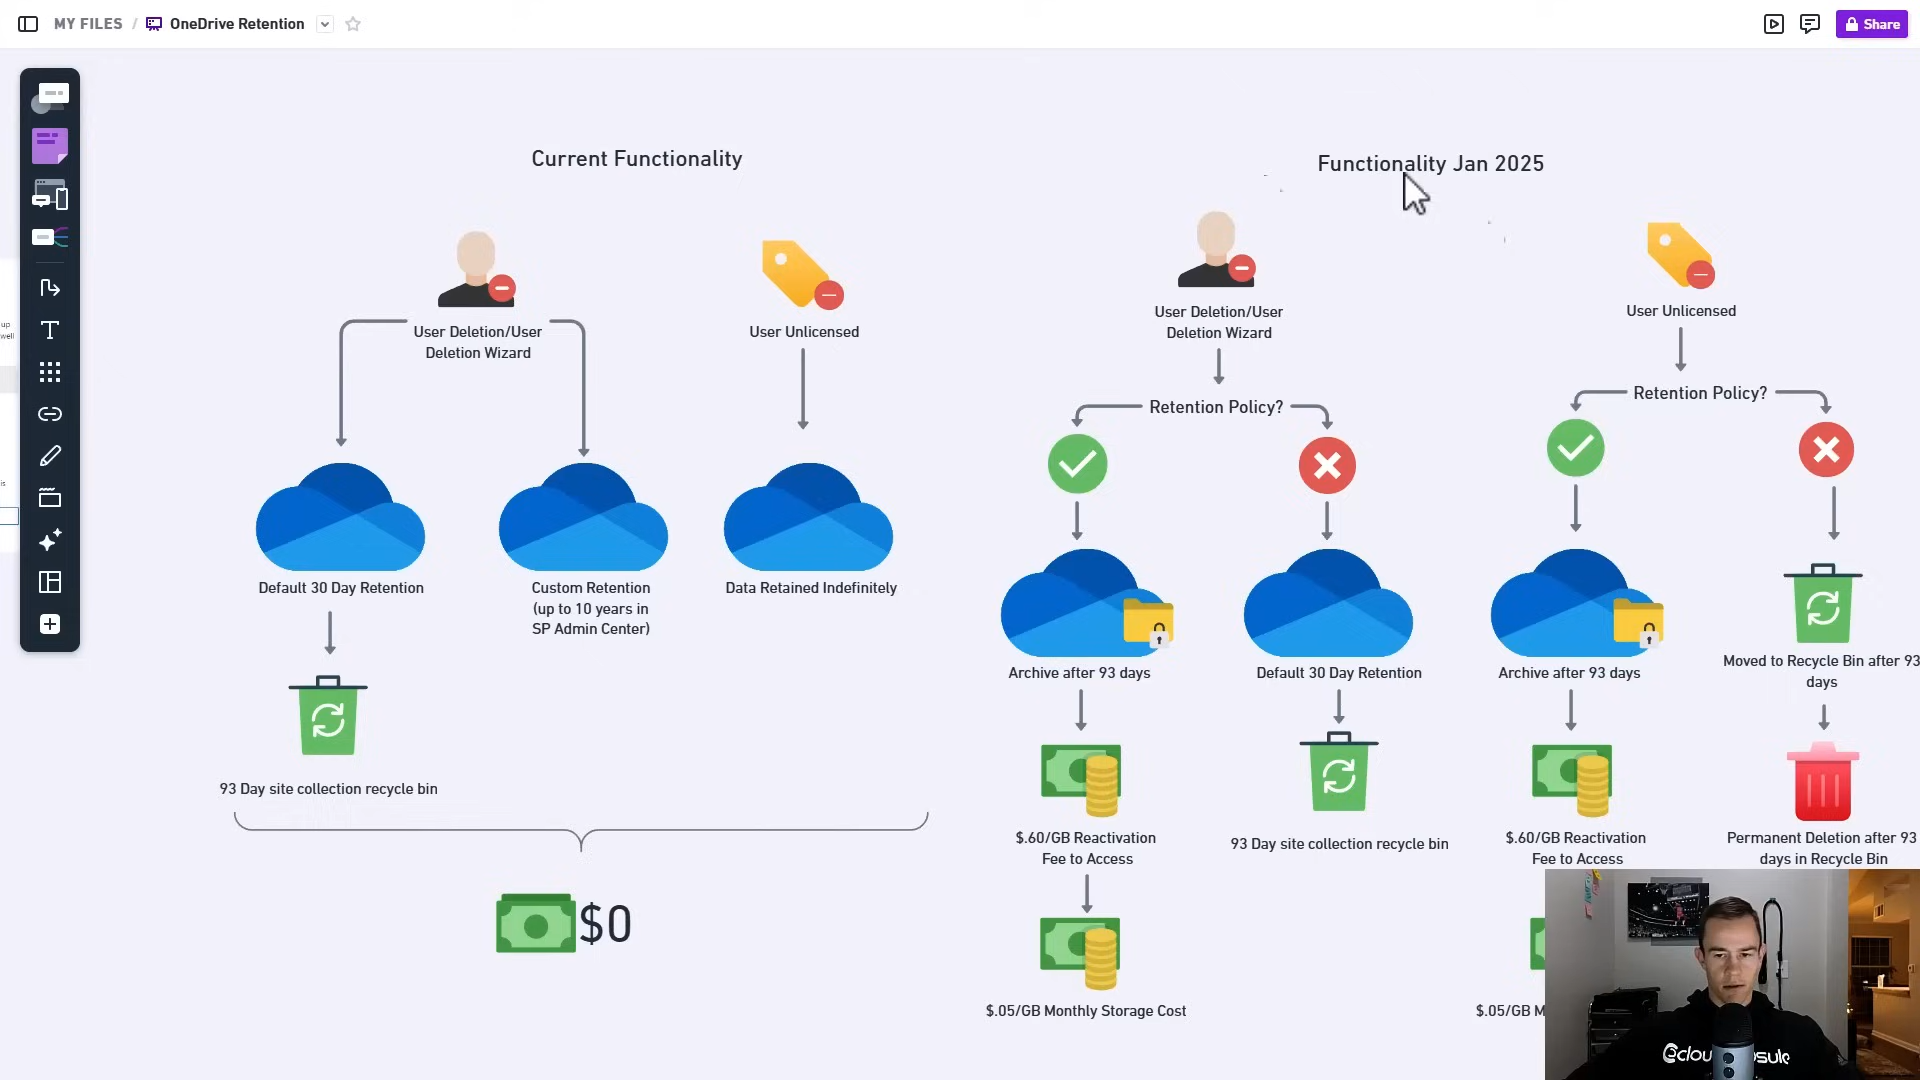 MY FILES / OneDrive Retention
Share
Current Functionality
User Deletion/User
Deletion Wizard
User Unlicensed
Default 30 Day Retention
Custom Retention
(up to 10 years in
SP Admin Center)
Data Retained Indefinitely
93 Day site collection recycle bin
$0
Functionality Jan 2025
User Deletion/User
Deletion Wizard
Retention Policy?
Archive after 93 days
$.60/GB Reactivation
Fee to Access
$.05/GB Monthly Storage Cost
Default 30 Day Retention
93 Day site collection recycle bin
User Unlicensed
Retention Policy?
Archive after 93 days
$.60/GB Reactivation
Fee to Access
$.05/GB M
Moved to Recycle Bin after 93
days
Permanent Deletion after 93
days in Recycle Bin
up
well
is